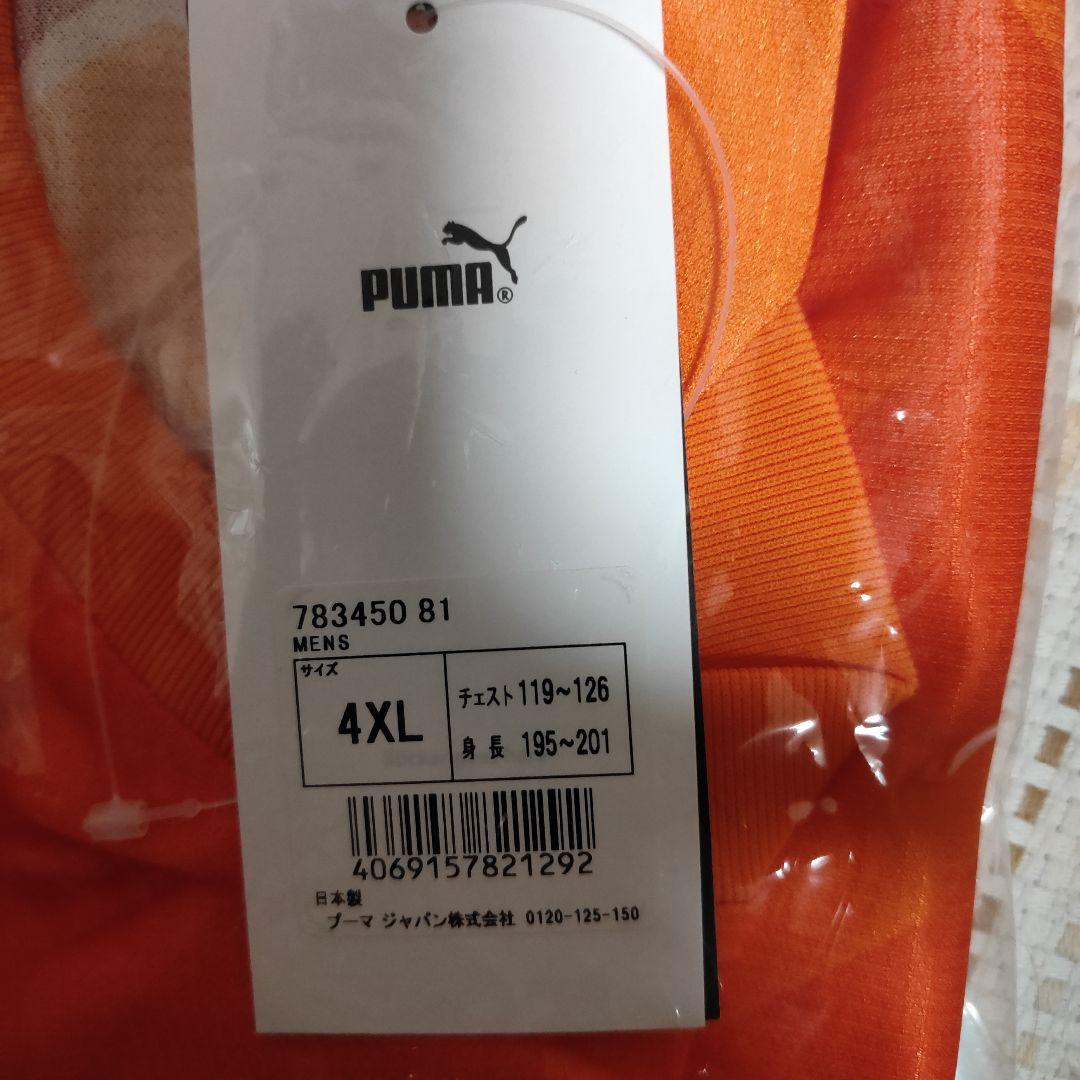 PUMA®
783450 81
MENS
サイズ
4XL
チェスト 119~126
身長 195~201
4069157821292
日本製
プーマ ジャパン株式会社 0120-125-150